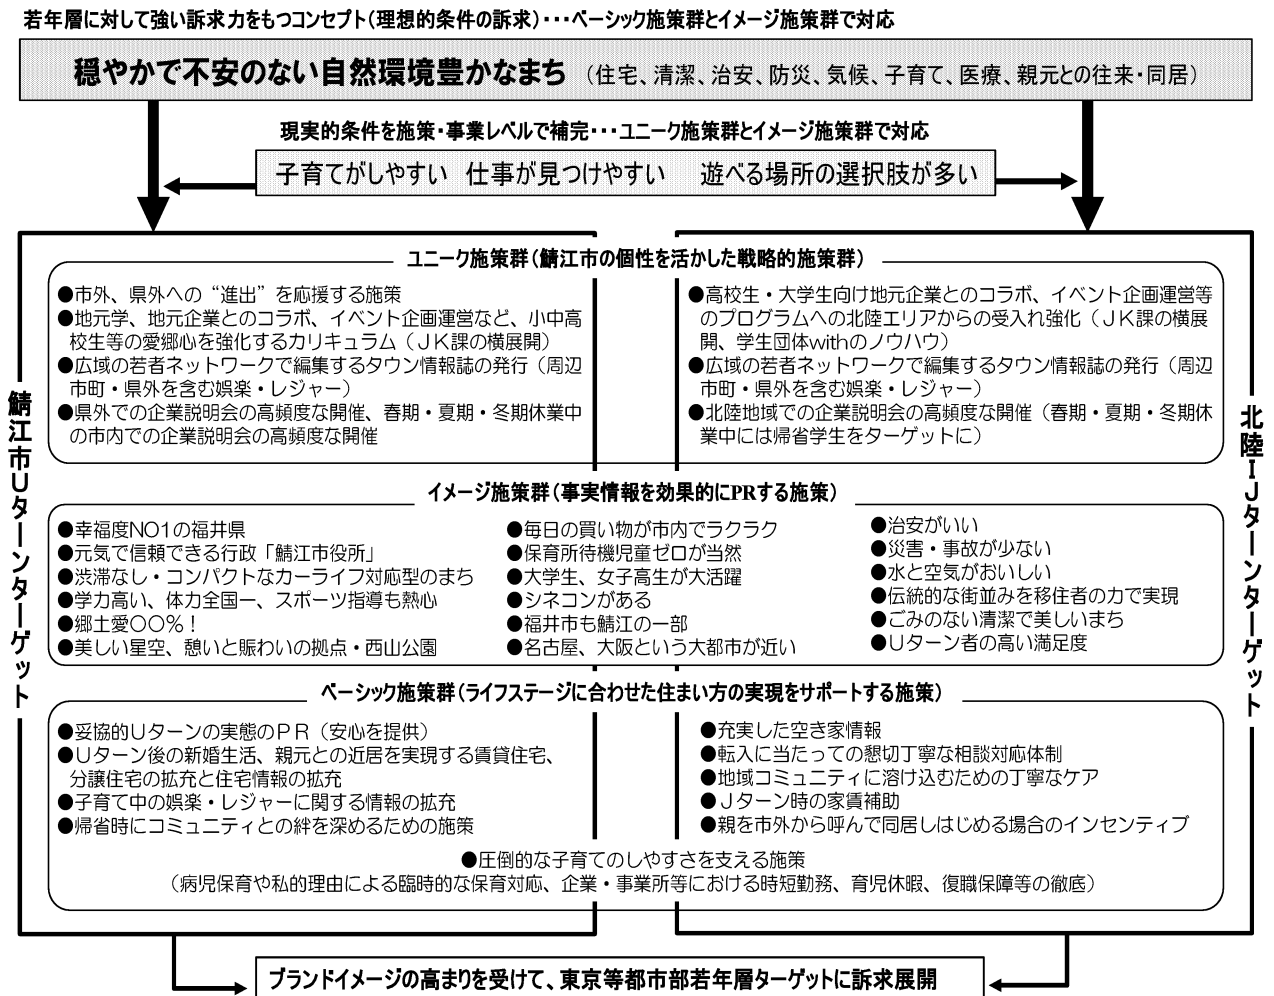 若年層に対して強い訴求力をもつコンセプト(理想的条件の訴求)･･･ベーシック施策群とイメージ施策群で対応
穏やかで不安のない自然環境豊かなまち (住宅、清潔、治安、防災、気候、子育て、医療、親元との往来・同居)
現実的条件を施策・事業レベルで補完･･･ユニーク施策群とイメージ施策群で対応
子育てがしやすい 仕事が見つけやすい 遊べる場所の選択肢が多い
鯖江市Uターンターゲット
ユニーク施策群(鯖江市の個性を活かした戦略的施策群)
●市外、県外への“進出”を応援する施策
●地元学、地元企業とのコラボ、イベント企画運営など、小中高
校生等の愛郷心を強化するカリキュラム(JK課の横展開)
●広域の若者ネットワークで編集するタウン情報誌の発行(周辺
市町・県外を含む娯楽・レジャー)
●県外での企業説明会の高頻度な開催、春期・夏期・冬期休業中
の市内での企業説明会の高頻度な開催
●高校生・大学生向け地元企業とのコラボ、イベント企画運営等
のプログラムへの北陸エリアからの受入れ強化(JK課の横展
開、学生団体withのノウハウ)
●広域の若者ネットワークで編集するタウン情報誌の発行(周辺
市町・県外を含む娯楽・レジャー)
●北陸地域での企業説明会の高頻度な開催(春期・夏期・冬期休
業中には帰省学生をターゲットに)
イメージ施策群(事実情報を効果的にPRする施策)
●幸福度NO1の福井県
●元気で信頼できる行政「鯖江市役所」
●渋滞なし・コンパクトなカーライフ対応型のまち
●学力高い、体力全国一、スポーツ指導も熱心
●郷土愛〇〇%!
●美しい星空、憩いと賑わいの拠点・西山公園
●毎日の買い物が市内でラクラク
●保育所待機児童ゼロが当然
●大学生、女子高生が大活躍
●シネコンがある
●福井市も鯖江の一部
●名古屋、大阪という大都市が近い
●治安がいい
●災害・事故が少ない
●水と空気がおいしい
●伝統的な街並みを移住者の力で実現
●ごみのない清潔で美しいまち
●Uターン者の高い満足度
ベーシック施策群(ライフステージに合わせた住まい方の実現をサポートする施策)
●妥協的Uターンの実態のPR(安心を提供)
●Uターン後の新婚生活、親元との近居を実現する賃貸住宅、
分譲住宅の拡充と住宅情報の拡充
●子育て中の娯楽・レジャーに関する情報の拡充
●帰省時にコミュニティとの絆を深めるための施策
●充実した空き家情報
●転入に当たっての懇切丁寧な相談対応体制
●地域コミュニティに溶け込むための丁寧なケア
●Jターン時の家賃補助
●親を市外から呼んで同居しはじめる場合のインセンティブ
●圧倒的な子育てのしやすさを支える施策
(病児保育や私的理由による臨時的な保育対応、企業・事業所等における時短勤務、育児休暇、復職保障等の徹底)
北陸IJターンターゲット
ブランドイメージの高まりを受けて、東京等都市部若年層ターゲットに訴求展開